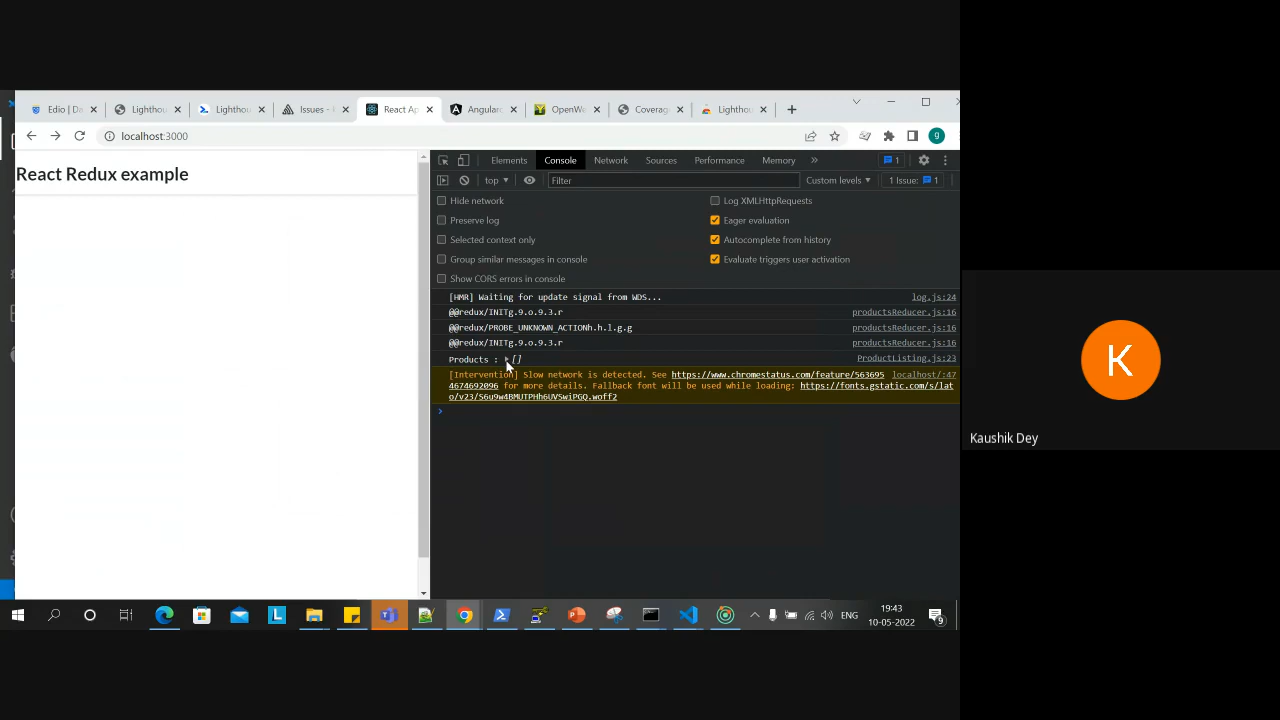 Edio | Da
Lighthou
Lighthou
Issues -
React Ap
Angular
OpenWe
Coverag
Lighthou
localhost:3000
g
React Redux example
Elements
Console
Network
Sources
Performance
Memory
1
top
Filter
Custom levels
1 Issue: 1
Hide network
Log XMLHttpRequests
Preserve log
Eager evaluation
Selected context only
Autocomplete from history
Group similar messages in console
Evaluate triggers user activation
Show CORS errors in console
[HMR] Waiting for update signal from WDS... log.js:24
@@redux/INITg.9.o.9.3.r productsReducer.js:16
@@redux/PROBE_UNKNOWN_ACTIONh.h.l.g.g productsReducer.js:16
@@redux/INITg.9.o.9.3.r productsReducer.js:16
Products : [] ProductListing.js:23
[Intervention] Slow network is detected. See https://www.chromestatus.com/feature/563695 localhost/:47
4674692096 for more details. Fallback font will be used while loading: https://fonts.gstatic.com/s/lat
o/v23/S6u9w4BMUTPHh6UVSwiPGQ.woff2
K
Kaushik Dey
L
ENG
19:43
10-05-2022
9